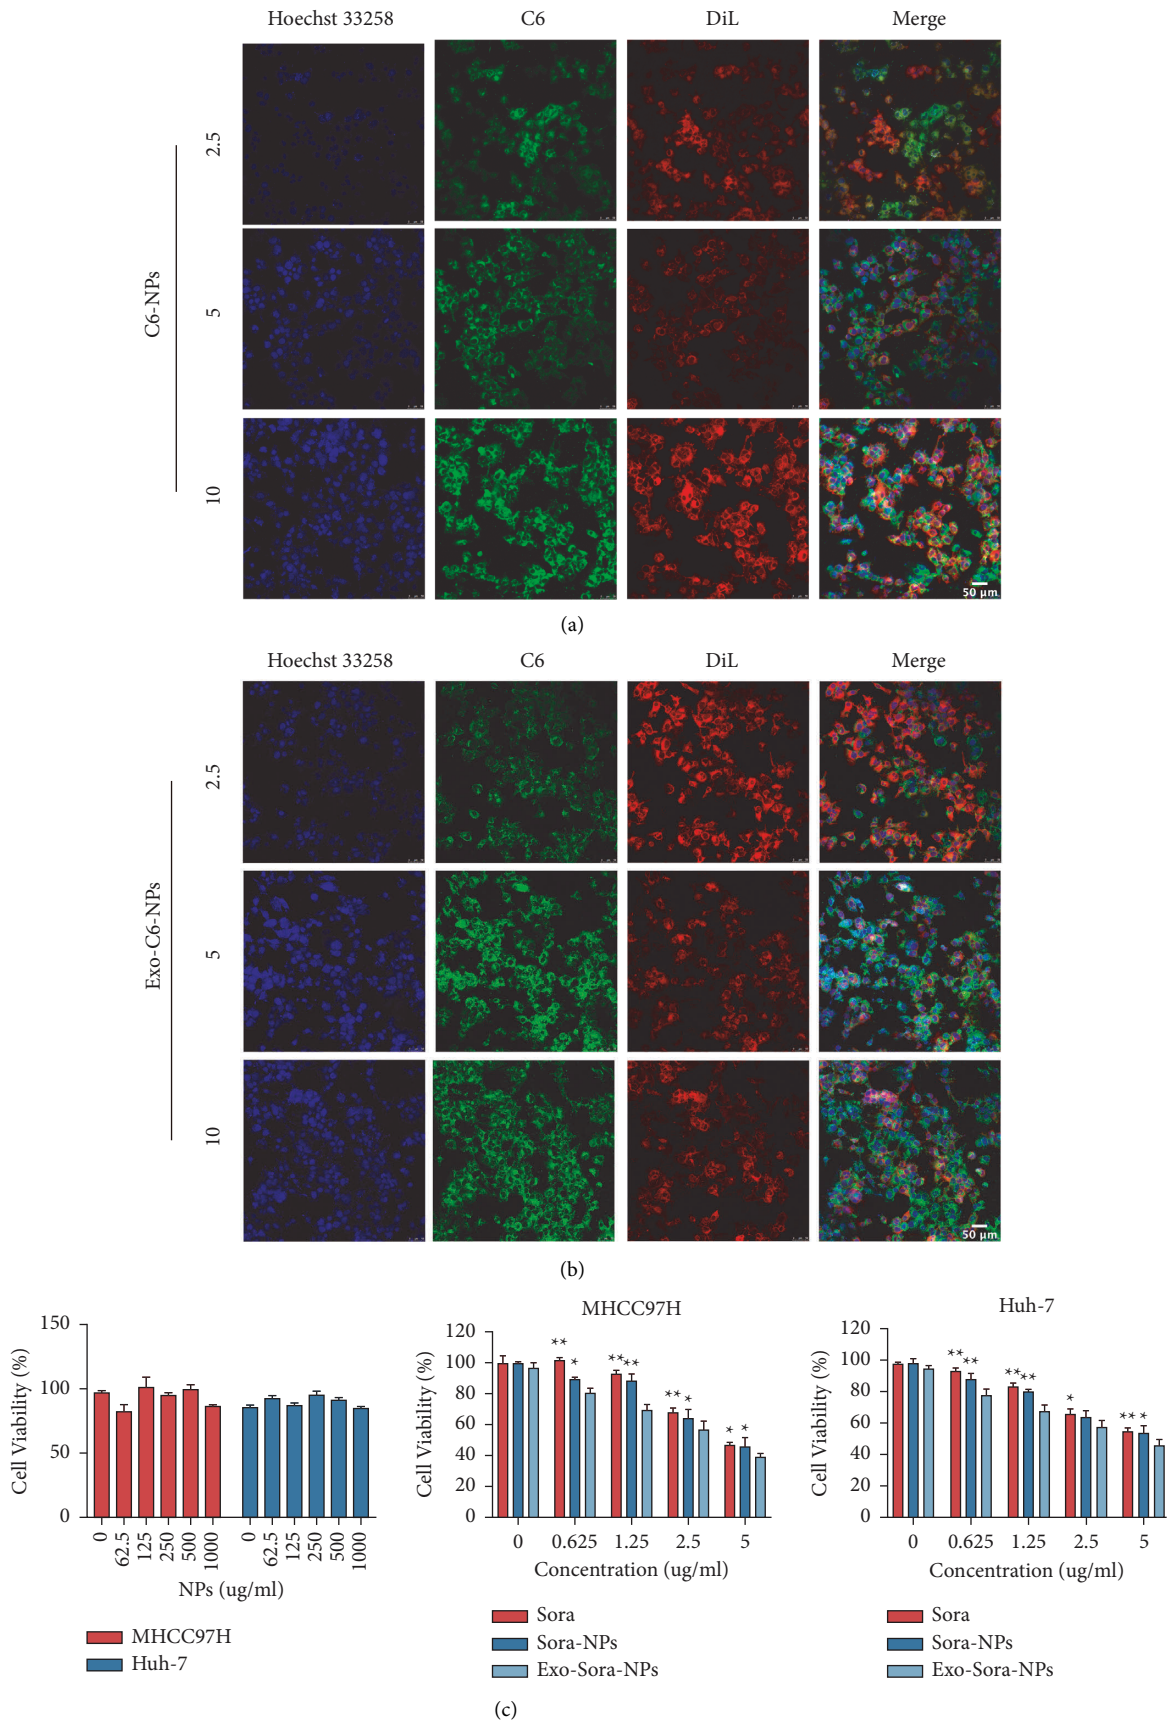 Hoechst 33258 C6 DiL Merge
C6-NPs
2.5
5
10
50 μm
(a)
Hoechst 33258 C6 DiL Merge
Exo-C6-NPs
2.5
5
10
50 μm
(b)
Cell Viability (%)
150
100
50
0
0 62.5 125 250 500 1000 0 62.5 125 250 500 1000
NPs (ug/ml)
MHCC97H
Huh-7
MHCC97H
Cell Viability (%)
120
100
80
60
40
20
0
** * ** ** ** * * *
0 0.625 1.25 2.5 5
Concentration (ug/ml)
Sora
Sora-NPs
Exo-Sora-NPs
Huh-7
Cell Viability (%)
120
100
80
60
40
20
0
** ** ** ** * ** *
0 0.625 1.25 2.5 5
Concentration (ug/ml)
Sora
Sora-NPs
Exo-Sora-NPs
(c)